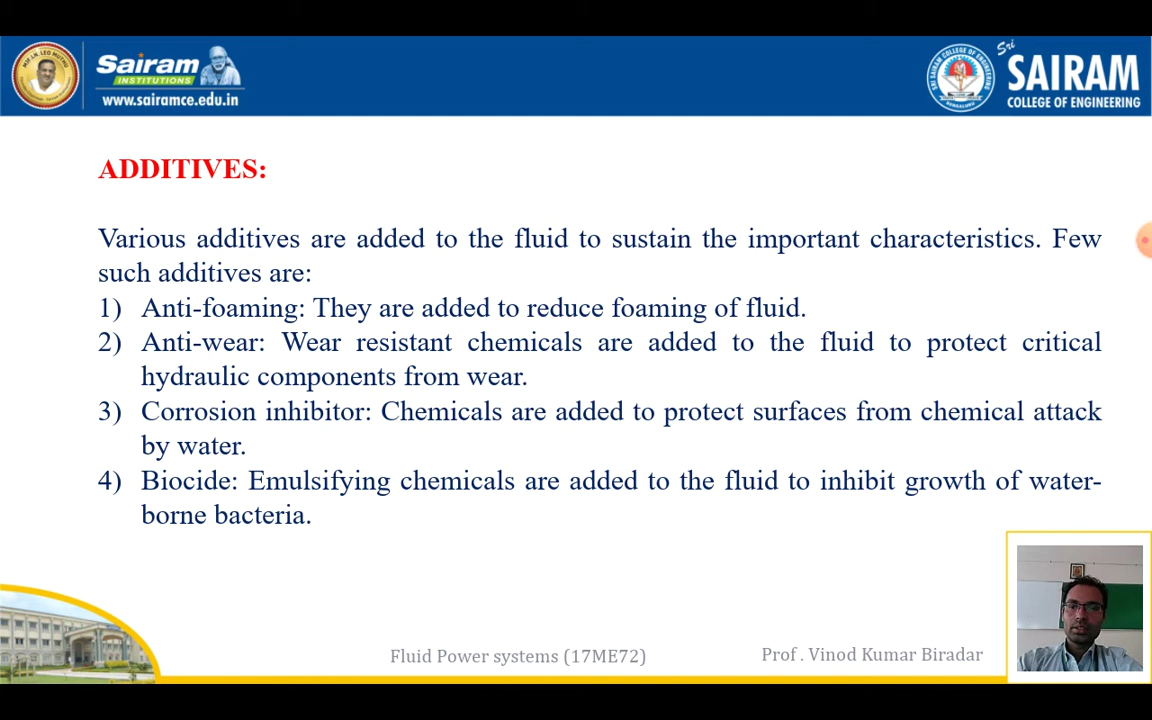 Sairam
INSTITUTIONS
www.sairamce.edu.in
Sri
SAIRAM
COLLEGE OF ENGINEERING
ADDITIVES:
Various additives are added to the fluid to sustain the important characteristics. Few
such additives are:
1) Anti-foaming: They are added to reduce foaming of fluid.
2) Anti-wear: Wear resistant chemicals are added to the fluid to protect critical
hydraulic components from wear.
3) Corrosion inhibitor: Chemicals are added to protect surfaces from chemical attack
by water.
4) Biocide: Emulsifying chemicals are added to the fluid to inhibit growth of water-
borne bacteria.
Fluid Power systems (17ME72)
Prof . Vinod Kumar Biradar